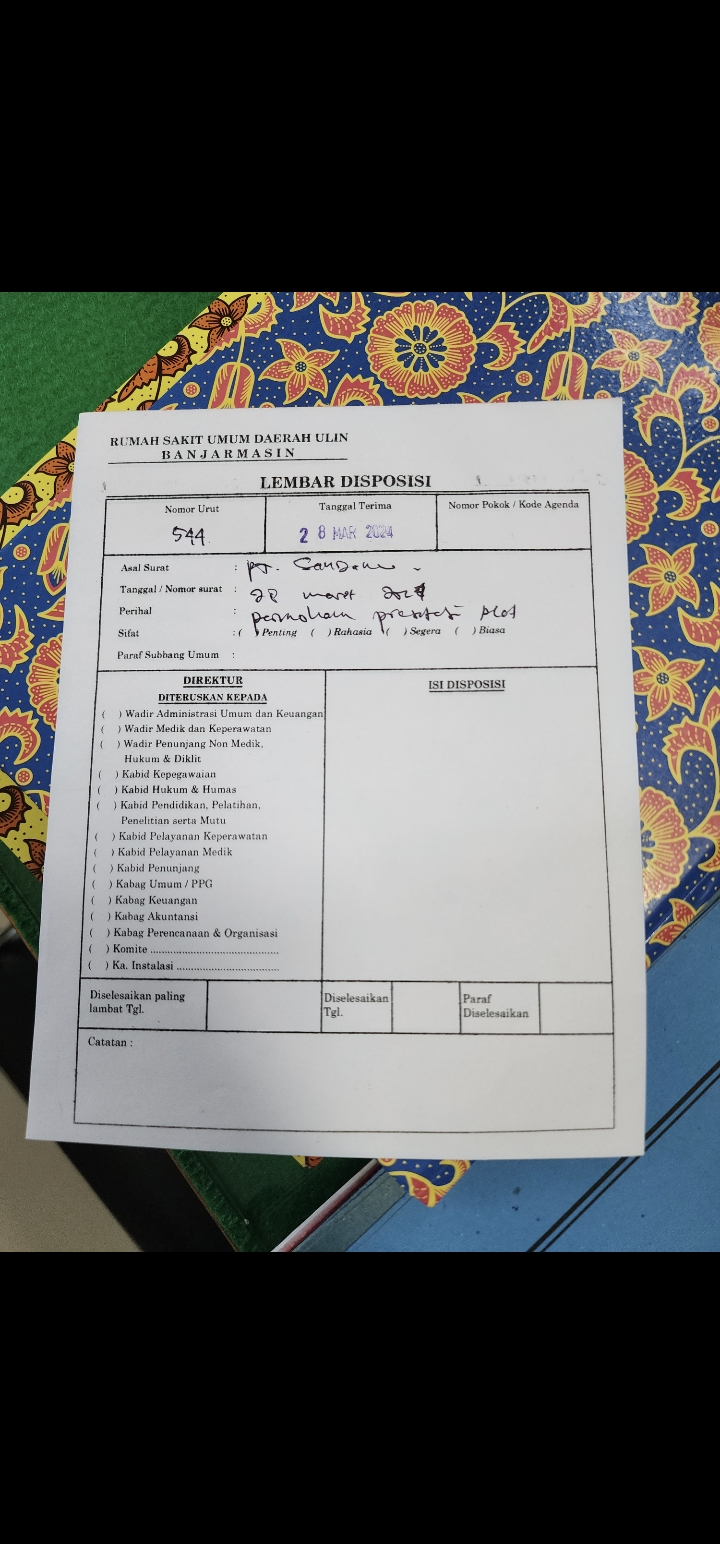 RUMAH SAKIT UMUM DAERAH ULIN
BANJARMASIN
LEMBAR DISPOSISI
Nomor Urut
544
Tanggal Terima
28 MAR 2024
Nomor Pokok / Kode Agenda
Asal Surat : PT.
Tanggal / Nomor surat : 28 maret
Perihal :
Sifat : ( ) Penting ( ) Rahasia ( ) Segera ( ) Biasa
Paraf Subbang Umum :
DIREKTUR
DITERUSKAN KEPADA
( ) Wadir Administrasi Umum dan Keuangan
( ) Wadir Medik dan Keperawatan
( ) Wadir Penunjang Non Medik,
Hukum & Diklit
( ) Kabid Kepegawaian
( ) Kabid Hukum & Humas
( ) Kabid Pendidikan, Pelatihan,
Penelitian serta Mutu
( ) Kabid Pelayanan Keperawatan
( ) Kabid Pelayanan Medik
( ) Kabid Penunjang
( ) Kabag Umum / PPG
( ) Kabag Keuangan
( ) Kabag Akuntansi
( ) Kabag Perencanaan & Organisasi
( ) Komite ..........................................
( ) Ka. Instalasi ..................................
ISI DISPOSISI
Diselesaikan paling
lambat Tgl.
Diselesaikan
Tgl.
Paraf
Diselesaikan
Catatan :